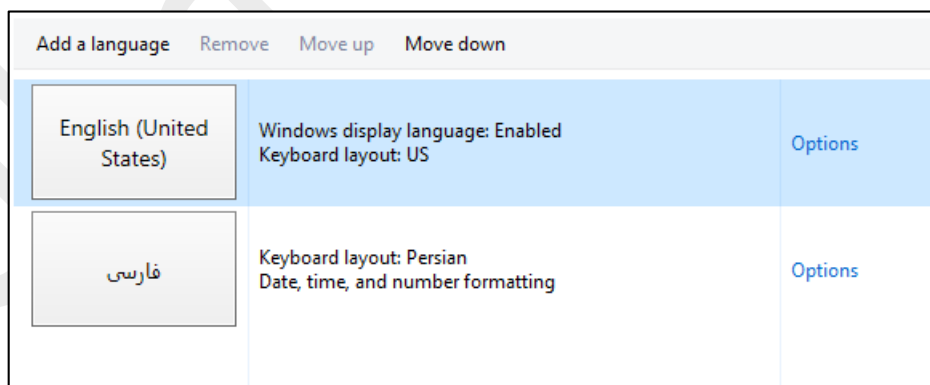 Add a language Remove Move up Move down
English (United
States)
Windows display language: Enabled
Keyboard layout: US
Options
فارسی
Keyboard layout: Persian
Date, time, and number formatting
Options